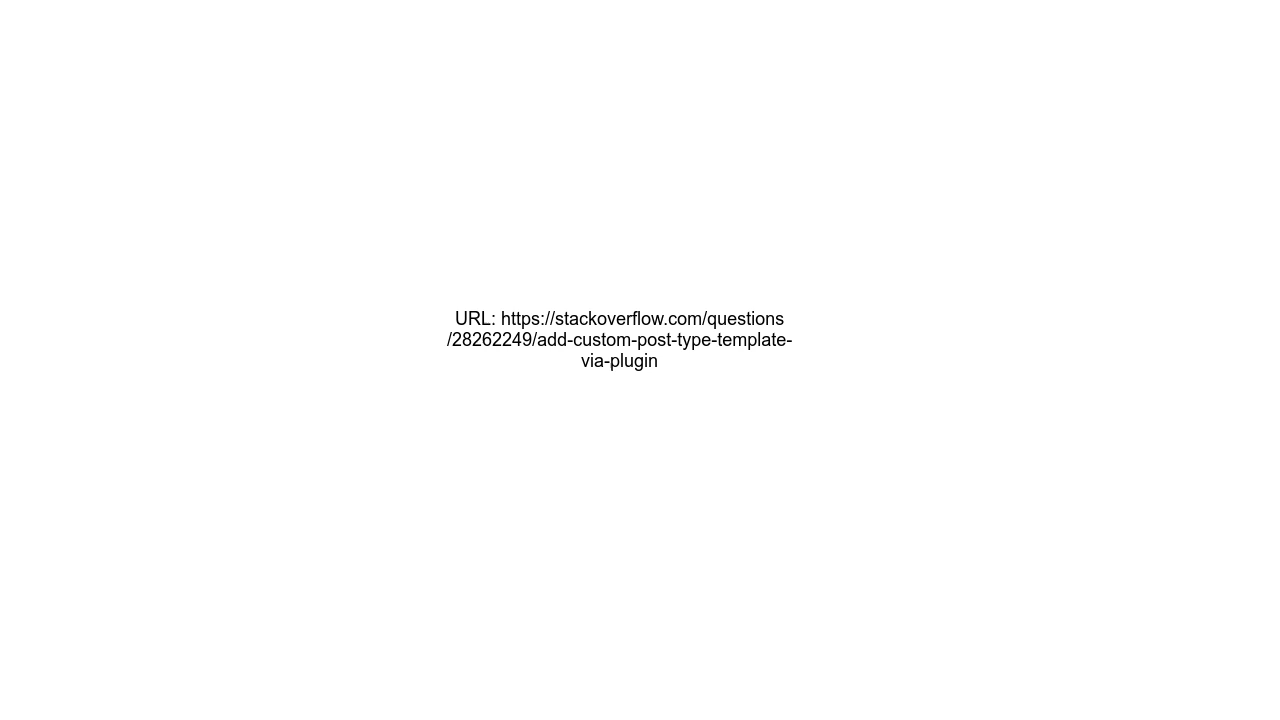 URL: https://stackoverflow.com/questions
/28262249/add-custom-post-type-template-
via-plugin